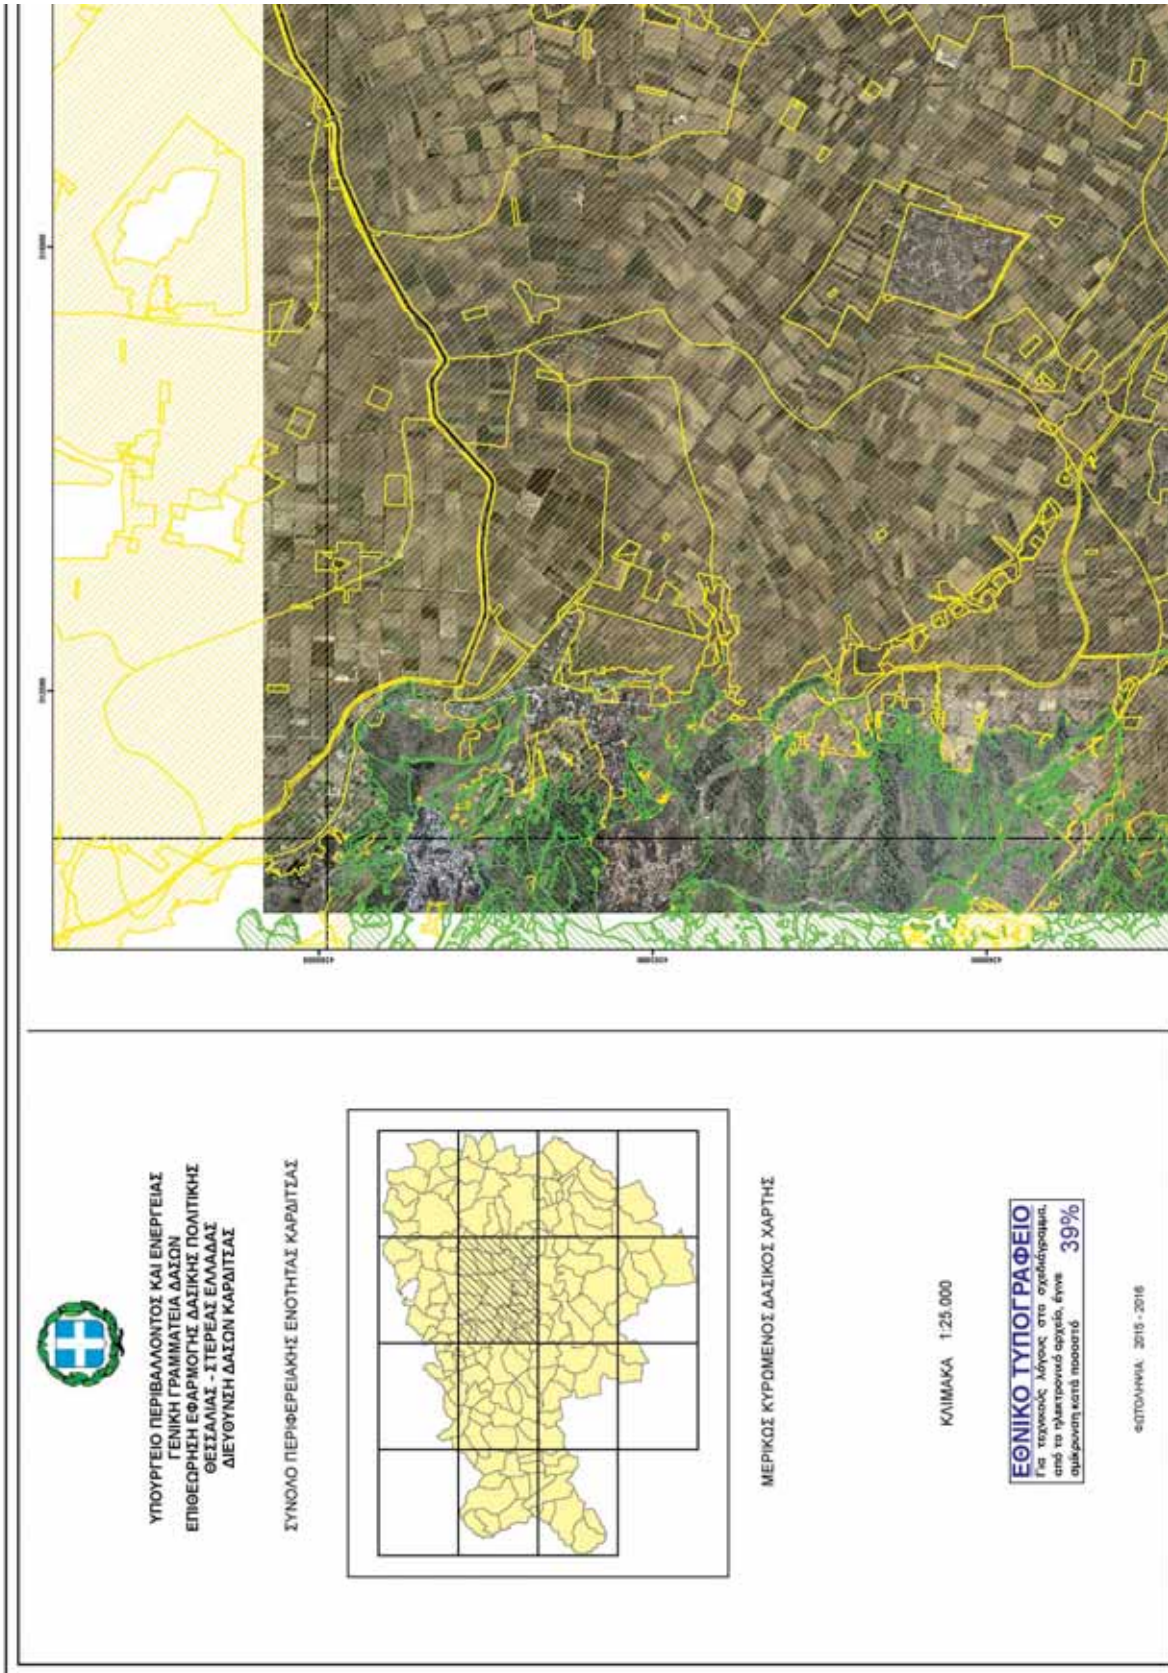 ΥΠΟΥΡΓΕΙΟ ΠΕΡΙΒΑΛΛΟΝΤΟΣ ΚΑΙ ΕΝΕΡΓΕΙΑΣ
ΓΕΝΙΚΗ ΓΡΑΜΜΑΤΕΙΑ ΔΑΣΩΝ
ΕΠΙΘΕΩΡΗΣΗ ΕΦΑΡΜΟΓΗΣ ΔΑΣΙΚΗΣ ΠΟΛΙΤΙΚΗΣ
ΘΕΣΣΑΛΙΑΣ - ΣΤΕΡΕΑΣ ΕΛΛΑΔΑΣ
ΔΙΕΥΘΥΝΣΗ ΔΑΣΩΝ ΚΑΡΔΙΤΣΑΣ
ΣΥΝΟΛΟ ΠΕΡΙΦΕΡΕΙΑΚΗΣ ΕΝΟΤΗΤΑΣ ΚΑΡΔΙΤΣΑΣ
ΜΕΡΙΚΩΣ ΚΥΡΩΜΕΝΟΣ ΔΑΣΙΚΟΣ ΧΑΡΤΗΣ
ΚΛΙΜΑΚΑ 1:25.000
ΕΘΝΙΚΟ ΤΥΠΟΓΡΑΦΕΙΟ
Για τεχνικούς λόγους στα σχεδιάγραμμα,
από το ηλεκτρονικό αρχείο, έγινε
σμίκρυνση κατά ποσοστό 39%
ΦΩΤΟΛΗΨΙΑ: 2015 - 2016